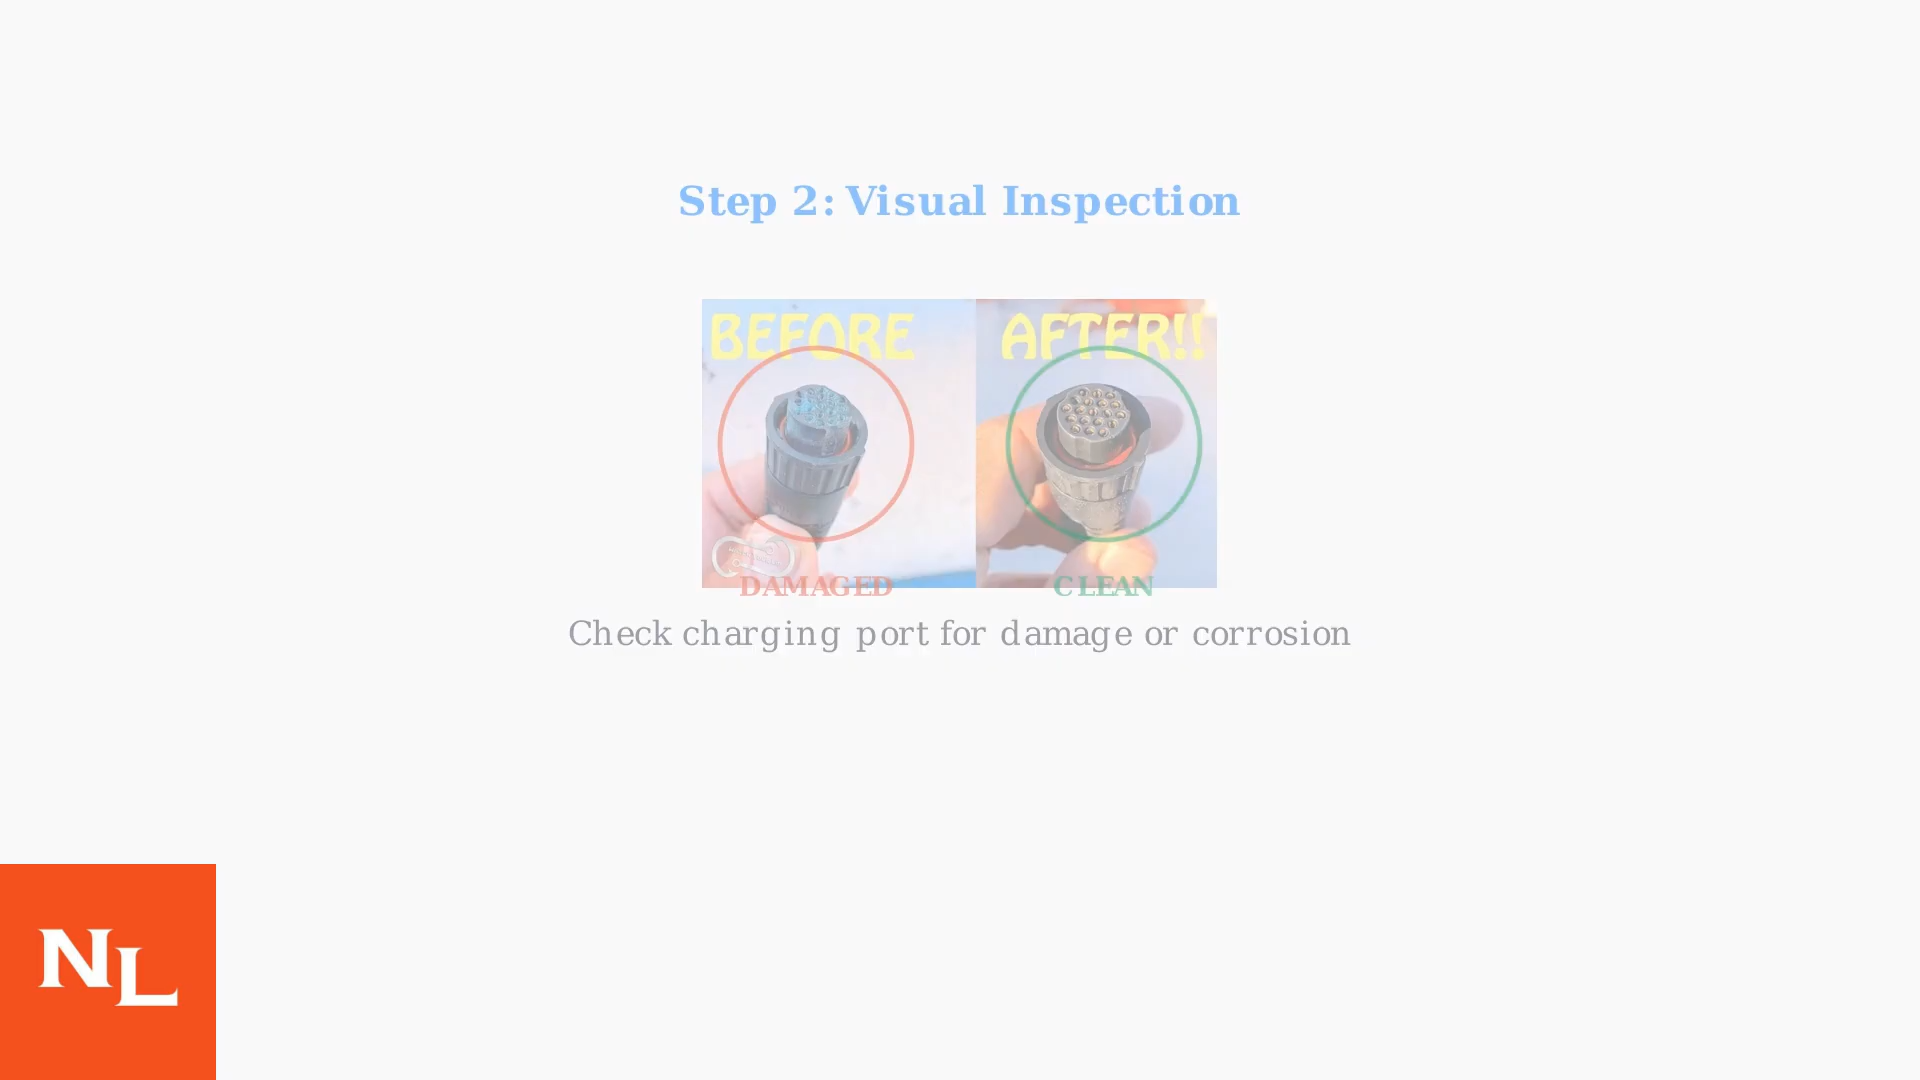 Step 2: Visual Inspection
BEFORE
AFTER!!
DAMAGED
CLEAN
Check charging port for damage or corrosion
NL